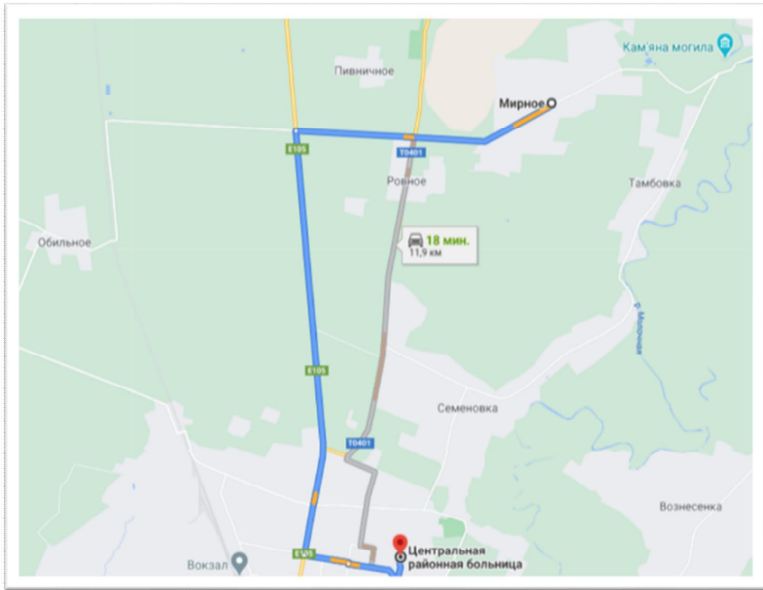 Кам'яна могила
Пивничное
Мирное
E105
T0401
Ровное
Тамбовка
Обильное
18 мин.
11,9 км
р. Молочная
E105
Семеновка
T0401
Вознесенка
E105
Вокзал
Центральная
районная больница